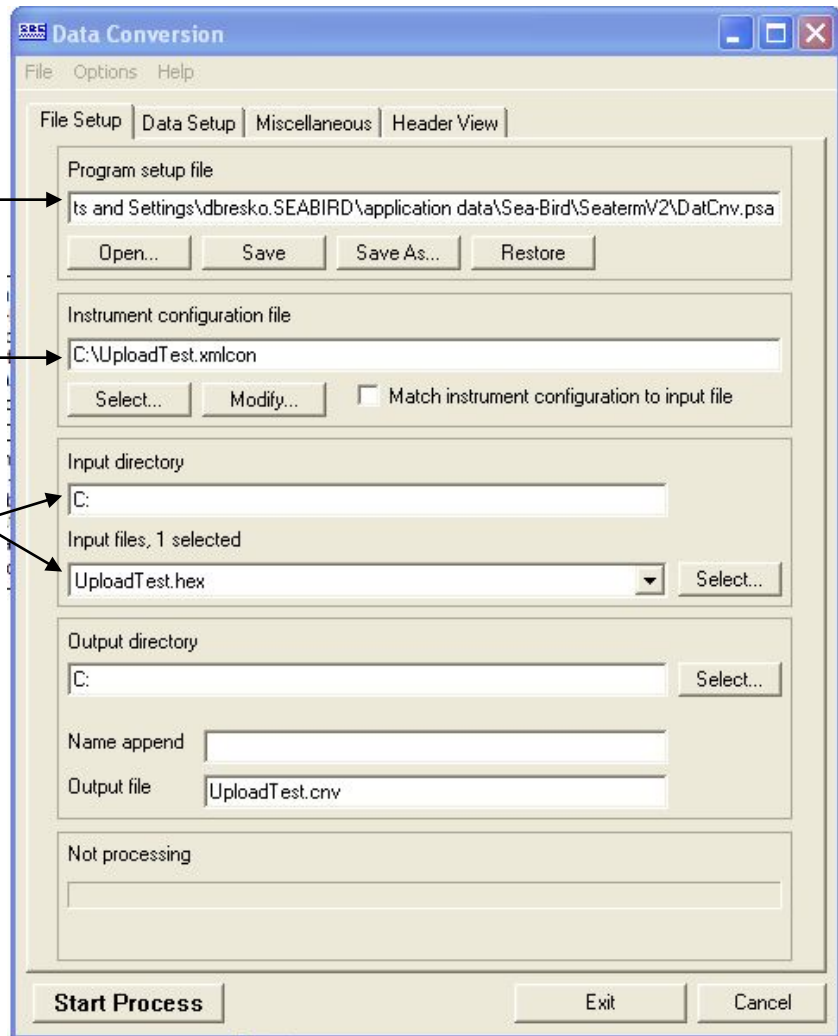 SBE Data Conversion
File Options Help
File Setup Data Setup Miscellaneous Header View
Program setup file
ts and Settings\dbresko.SEABIRD\application data\Sea-Bird\SeatermV2\DatCnv.psa
Open... Save Save As... Restore
Instrument configuration file
C:\UploadTest.xmlcon
Select... Modify... Match instrument configuration to input file
Input directory
C:
Input files, 1 selected
UploadTest.hex Select...
Output directory
C: Select...
Name append
Output file UploadTest.cnv
Not processing
Start Process Exit Cancel